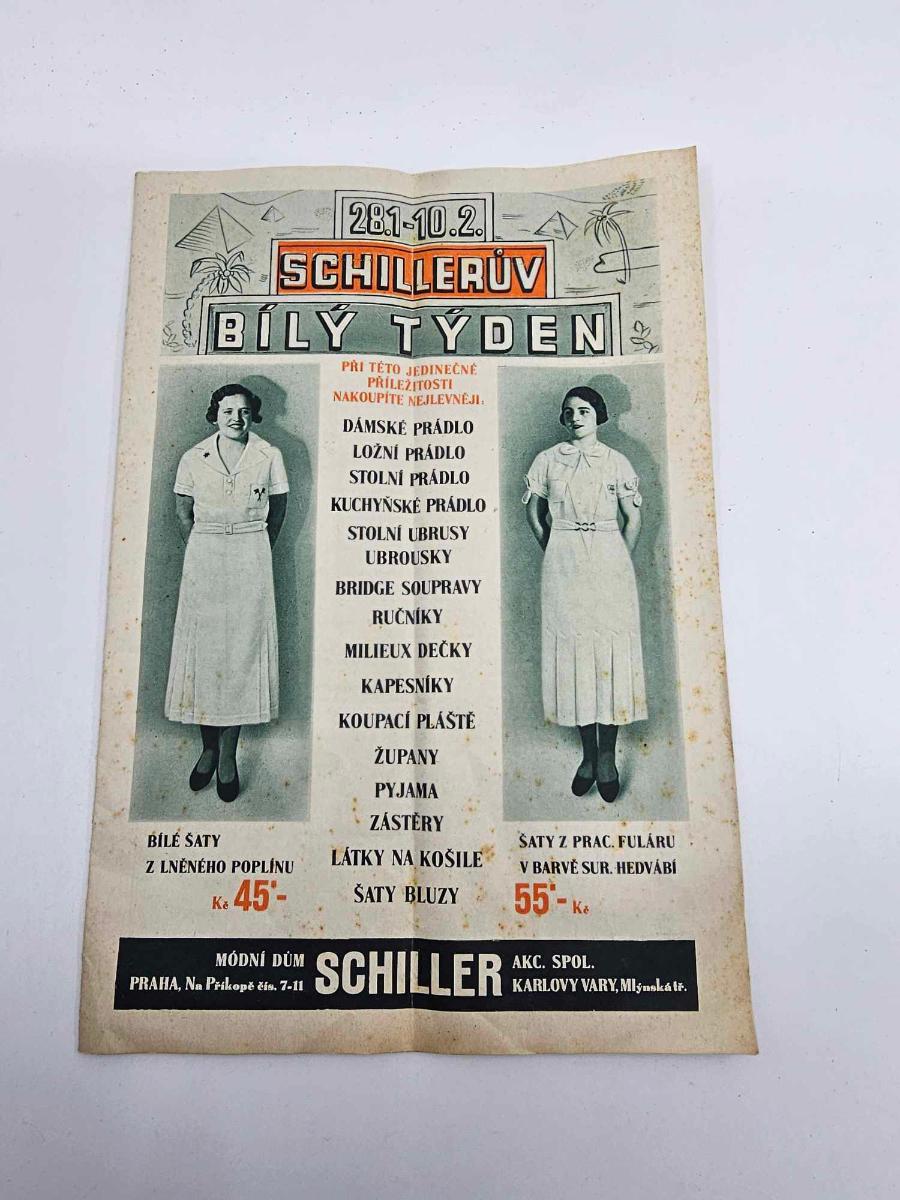 28.1-10.2.
SCHILLERŮV
BÍLÝ TÝDEN
PŘI TÉTO JEDINEČNÉ
PŘÍLEŽITOSTI
NAKOUPÍTE NEJLEVNĚJI:
DÁMSKÉ PRÁDLO
LOŽNÍ PRÁDLO
STOLNÍ PRÁDLO
KUCHYŇSKÉ PRÁDLO
STOLNÍ UBRUSY
UBROUSKY
BRIDGE SOUPRAVY
RUČNÍKY
MILIEUX DEČKY
KAPESNÍKY
KOUPACÍ PLÁŠTĚ
ŽUPANY
PYJAMA
ZÁSTĚRY
LÁTKY NA KOŠILE
ŠATY BLUZY
BÍLÉ ŠATY
Z LNĚNÉHO POPLÍNU
Kč 45·-
ŠATY Z PRAC. FULÁRU
V BARVĚ SUR. HEDVÁBÍ
55·- Kč
MÓDNÍ DŮM
PRAHA, Na Příkopě čís. 7-11
SCHILLER
AKC. SPOL.
KARLOVY VARY, Mlýnská tř.